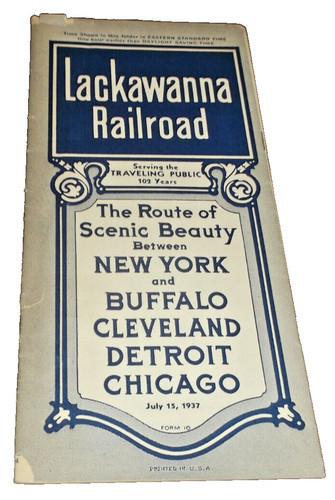 Time Shown in this folder is EASTERN STANDARD TIME
One hour earlier than DAYLIGHT SAVING TIME
Lackawanna
Railroad
Serving the
TRAVELING PUBLIC
102 Years
The Route of
Scenic Beauty
Between
NEW YORK
and
BUFFALO
CLEVELAND
DETROIT
CHICAGO
July 15, 1937
FORM 10
PRINTED IN U.S.A.